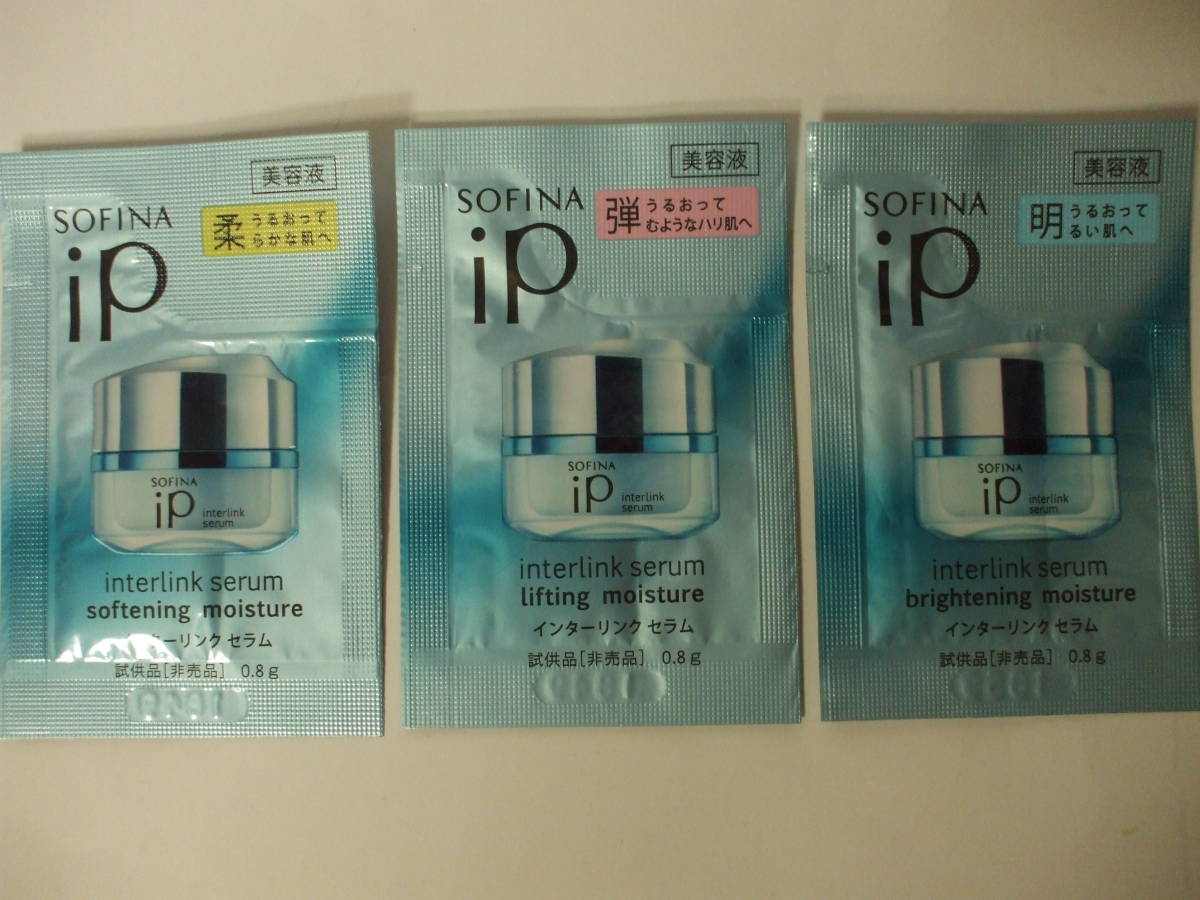 美容液
SOFINA
iP
柔
うるおって
らかな肌へ
SOFINA
iP
interlink
serum
interlink serum
softening moisture
ターリンク セラム
試供品[非売品] 0.8g
美容液
SOFINA
iP
弾
うるおって
むようなハリ肌へ
SOFINA
iP
interlink
serum
interlink serum
lifting moisture
インターリンク セラム
試供品[非売品] 0.8g
美容液
SOFINA
iP
明
うるおって
るい肌へ
SOFINA
iP
interlink
serum
interlink serum
brightening moisture
インターリンク セラム
試供品[非売品] 0.8g